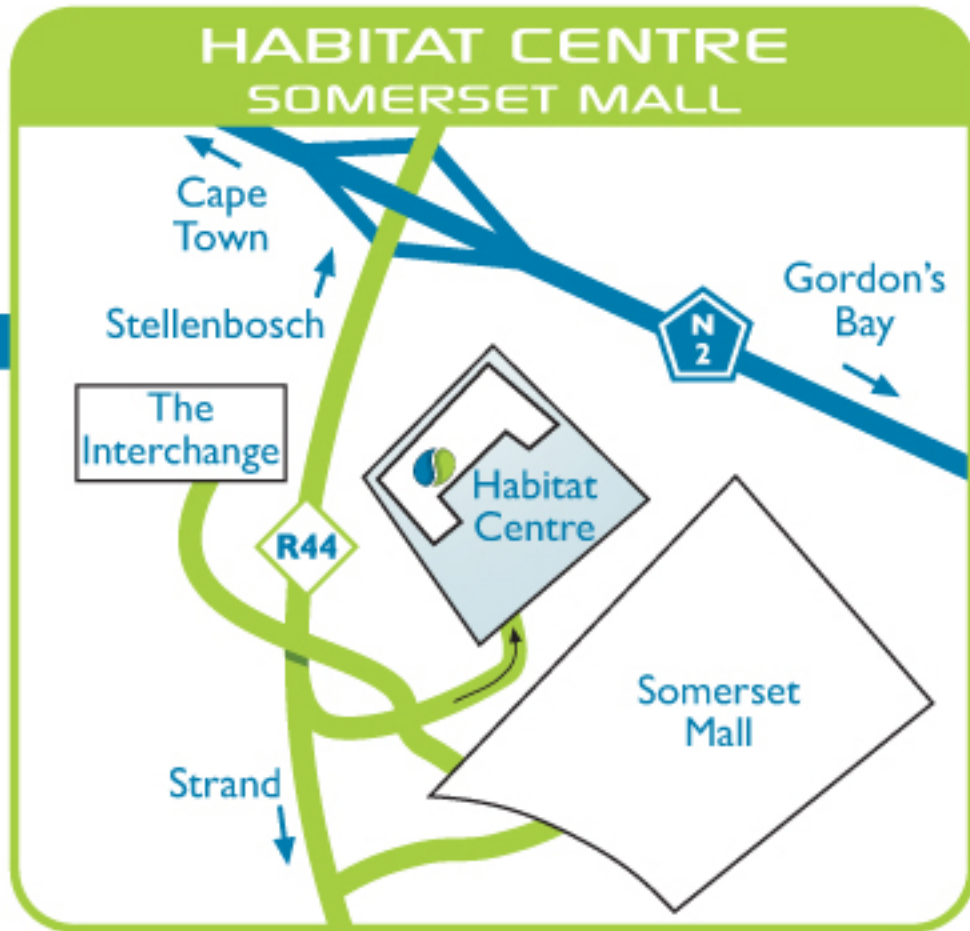 HABITAT CENTRE
SOMERSET MALL
Cape
Town
Stellenbosch
Gordon's
Bay
N
2
The
Interchange
Habitat
Centre
R44
Somerset
Mall
Strand